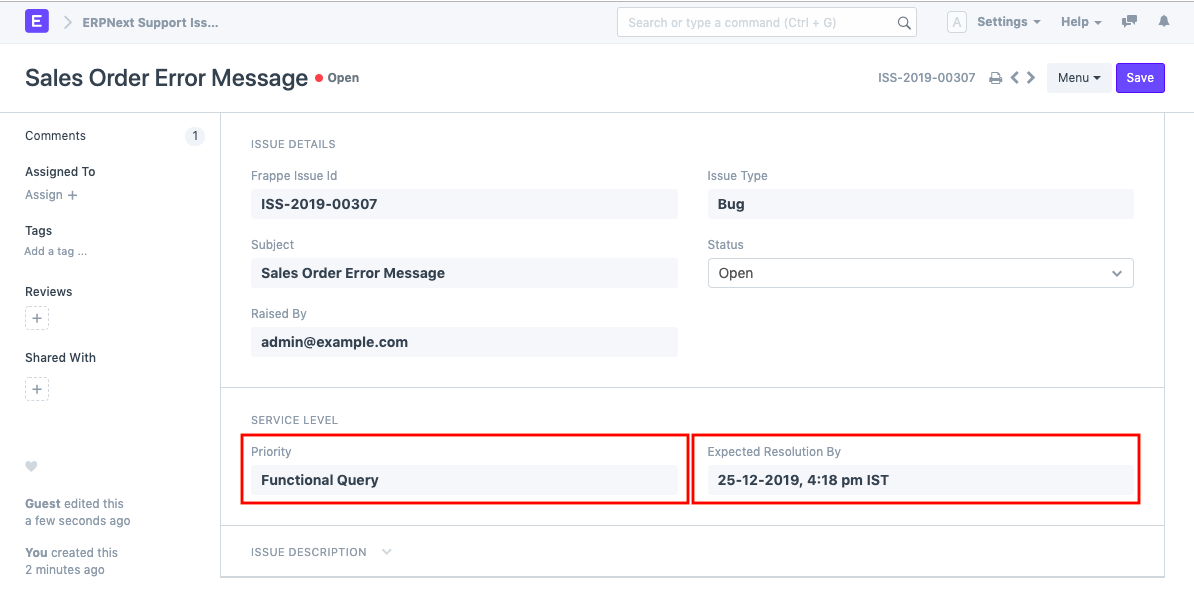 E
ERPNext Support Iss...
Search or type a command (Ctrl + G)
A
Settings
Help
Sales Order Error Message
Open
ISS-2019-00307
Menu
Save
Comments
1
Assigned To
Assign +
Tags
Add a tag ...
Reviews
+
Shared With
+
Guest edited this
a few seconds ago
You created this
2 minutes ago
ISSUE DETAILS
Frappe Issue Id
ISS-2019-00307
Issue Type
Bug
Subject
Sales Order Error Message
Status
Open
Raised By
admin@example.com
SERVICE LEVEL
Priority
Functional Query
Expected Resolution By
25-12-2019, 4:18 pm IST
ISSUE DESCRIPTION